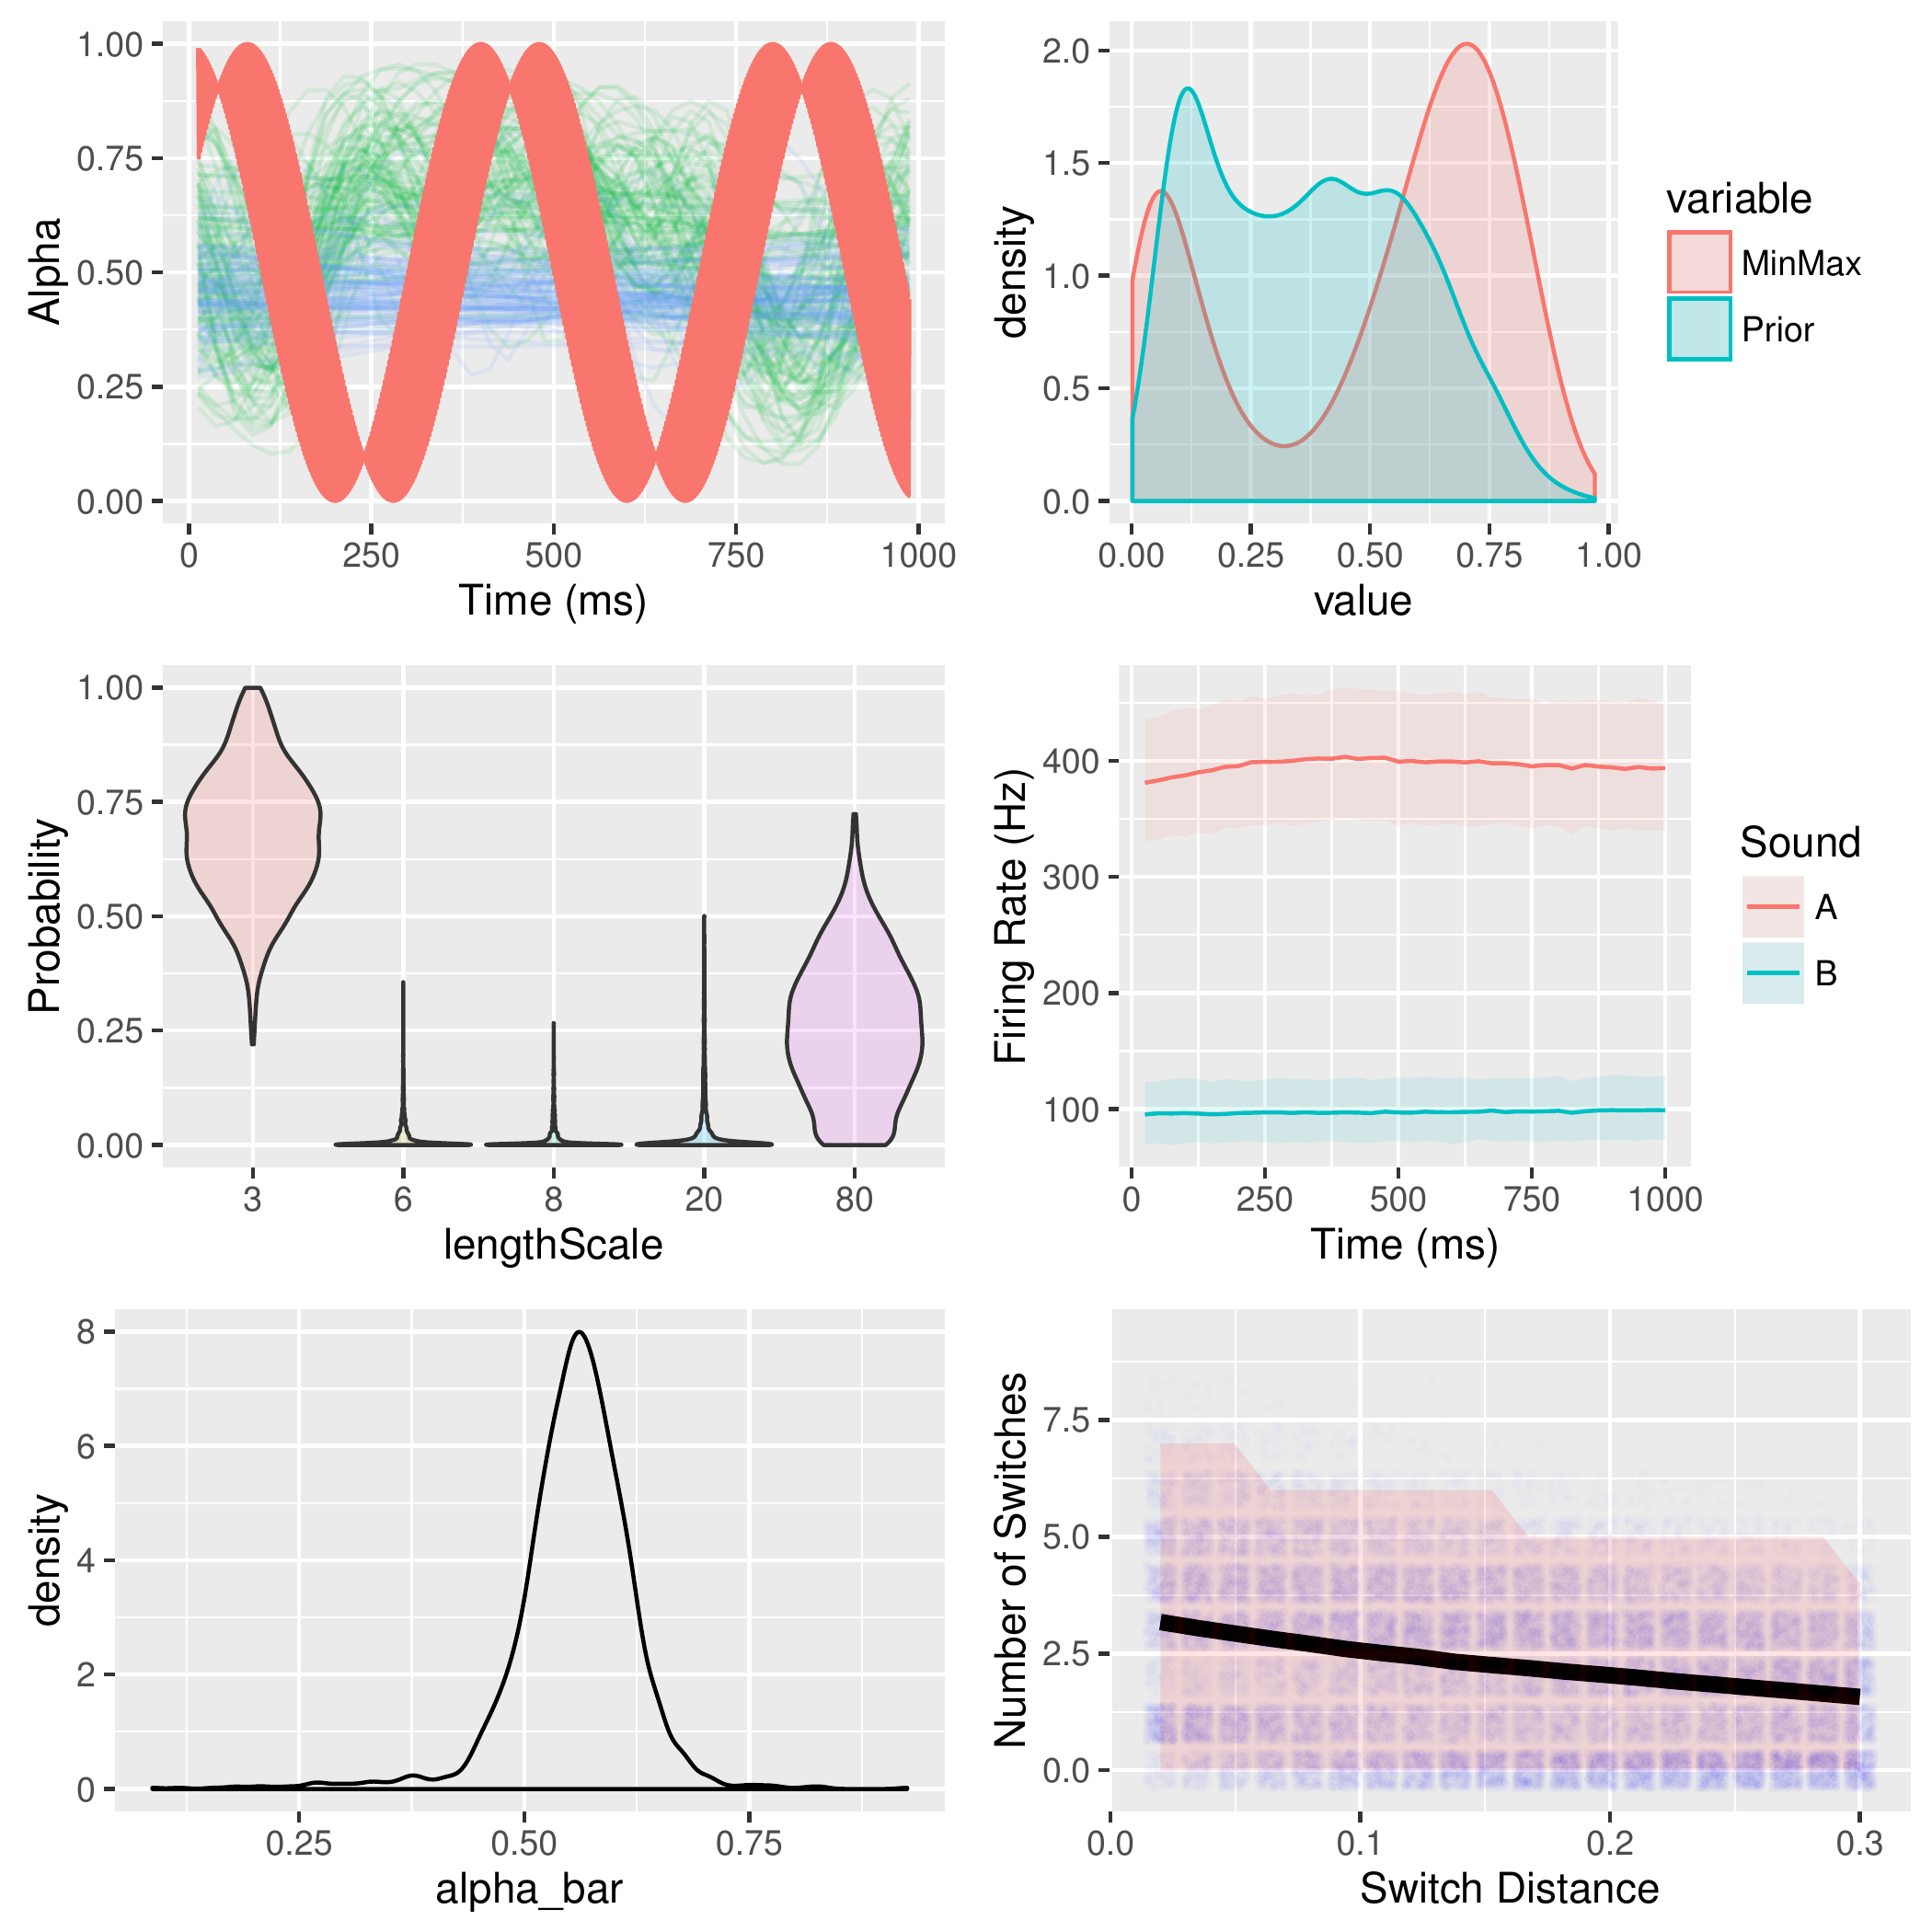 Alpha
1.00
0.75
0.50
0.25
0.00
0 250 500 750 1000
Time (ms)
density
2.0
1.5
1.0
0.5
0.0
0.00 0.25 0.50 0.75 1.00
value
variable
MinMax
Prior
Probability
1.00
0.75
0.50
0.25
0.00
3 6 8 20 80
lengthScale
Firing Rate (Hz)
400
300
200
100
0 250 500 750 1000
Time (ms)
Sound
A
B
density
8
6
4
2
0
0.25 0.50 0.75
alpha_bar
Number of Switches
7.5
5.0
2.5
0.0
0.0 0.1 0.2 0.3
Switch Distance